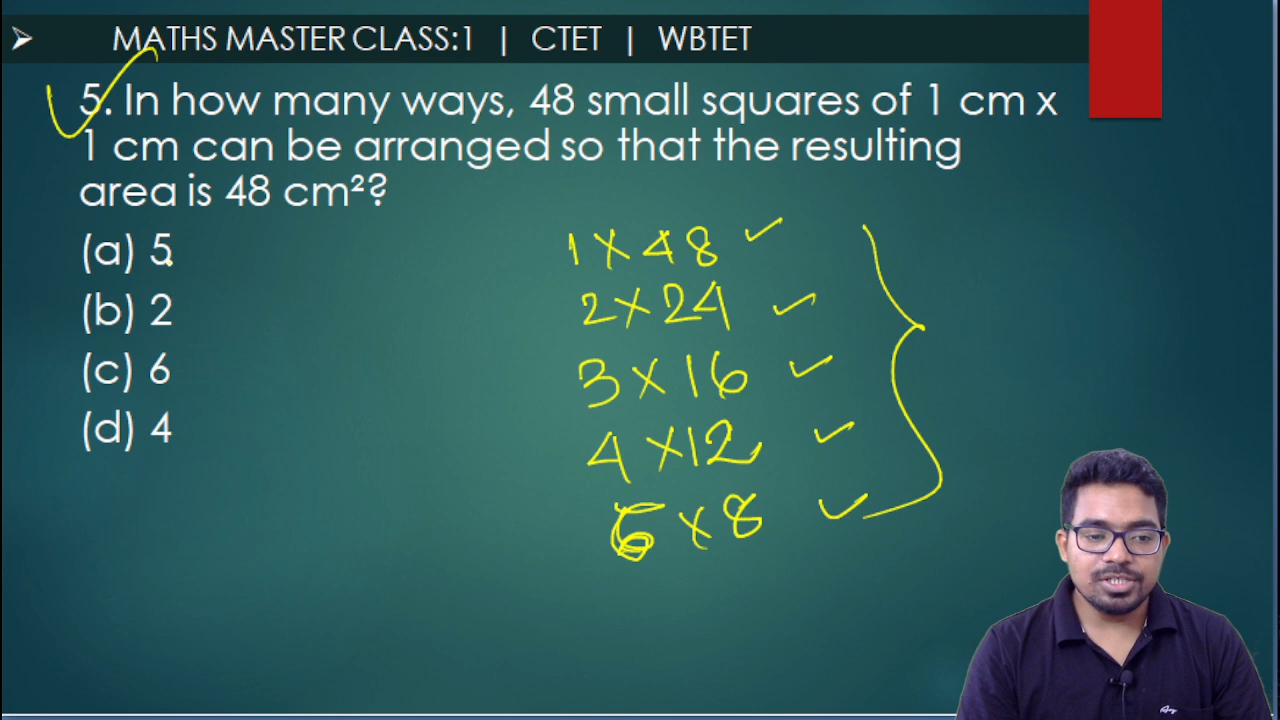 MATHS MASTER CLASS:1 | CTET | WBTET
5. In how many ways, 48 small squares of 1 cm x
1 cm can be arranged so that the resulting
area is 48 cm²?
(a) 5
(b) 2
(c) 6
(d) 4
1 X 48
2 X 24
3 X 16
4 X 12
6 X 8